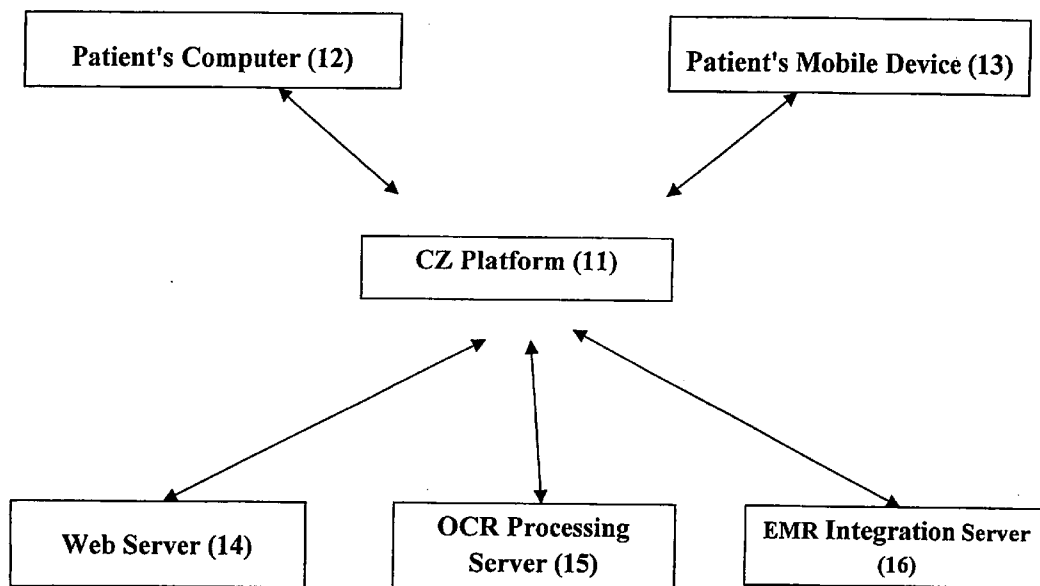 Patient's Computer (12)
Patient's Mobile Device (13)
CZ Platform (11)
Web Server (14)
OCR Processing
Server (15)
EMR Integration Server
(16)